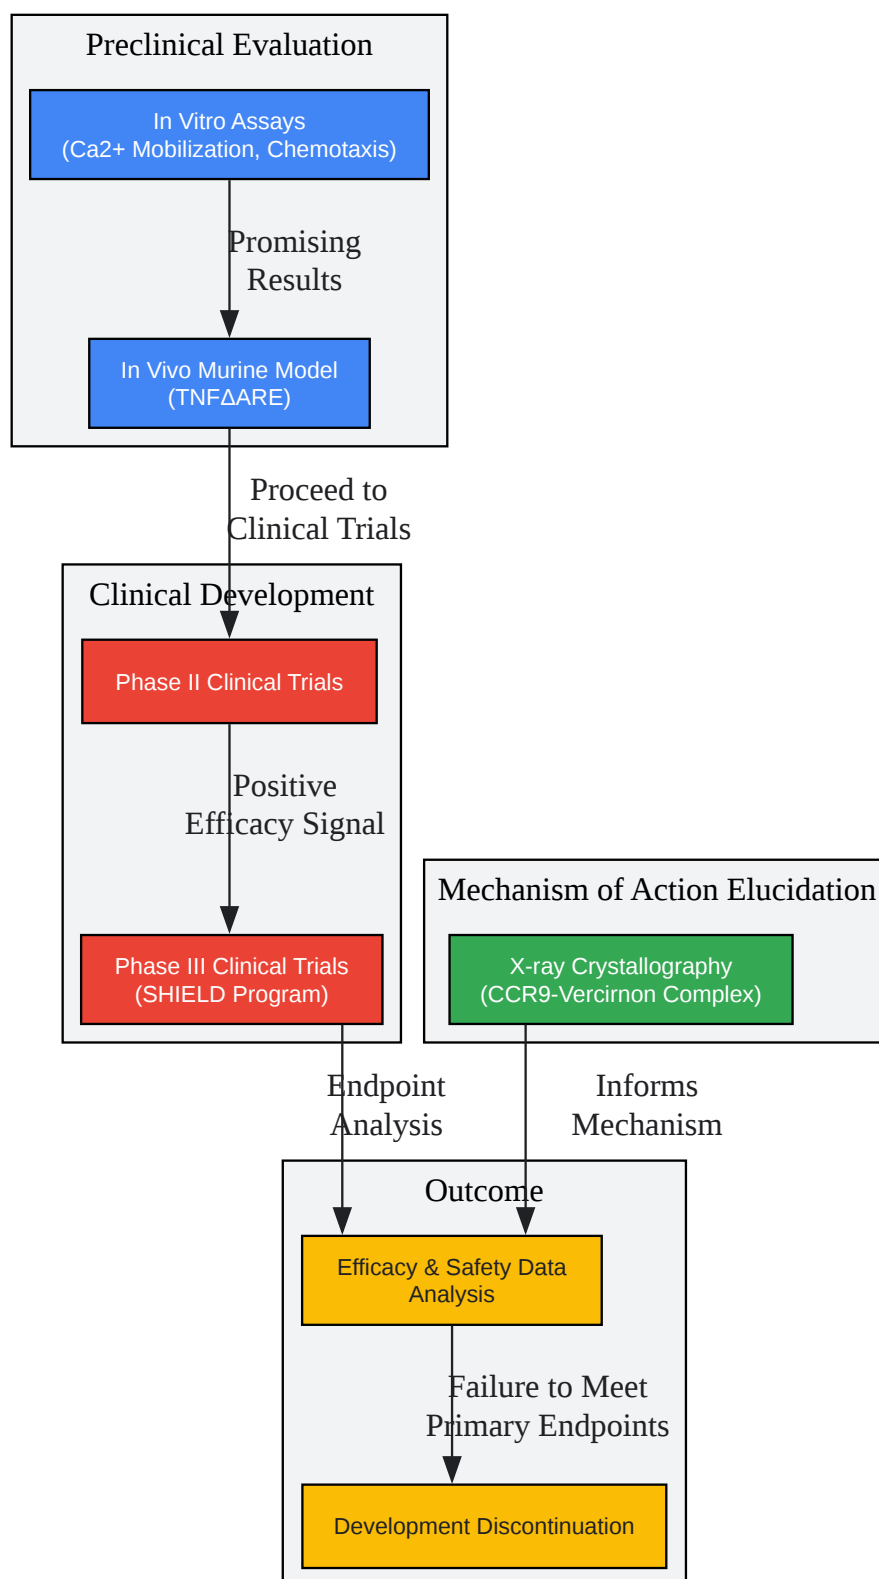 Preclinical Evaluation
In Vitro Assays
(Ca2+ Mobilization, Chemotaxis)
Promising
Results
In Vivo Murine Model
(TNFΔARE)
Proceed to
Clinical Trials
Clinical Development
Phase II Clinical Trials
Positive
Efficacy Signal
Mechanism of Action Elucidation
Phase III Clinical Trials
(SHIELD Program)
X-ray Crystallography
(CCR9-Vercirnon Complex)
Endpoint
Analysis
Informs
Mechanism
Outcome
Efficacy & Safety Data
Analysis
Failure to Meet
Primary Endpoints
Development Discontinuation